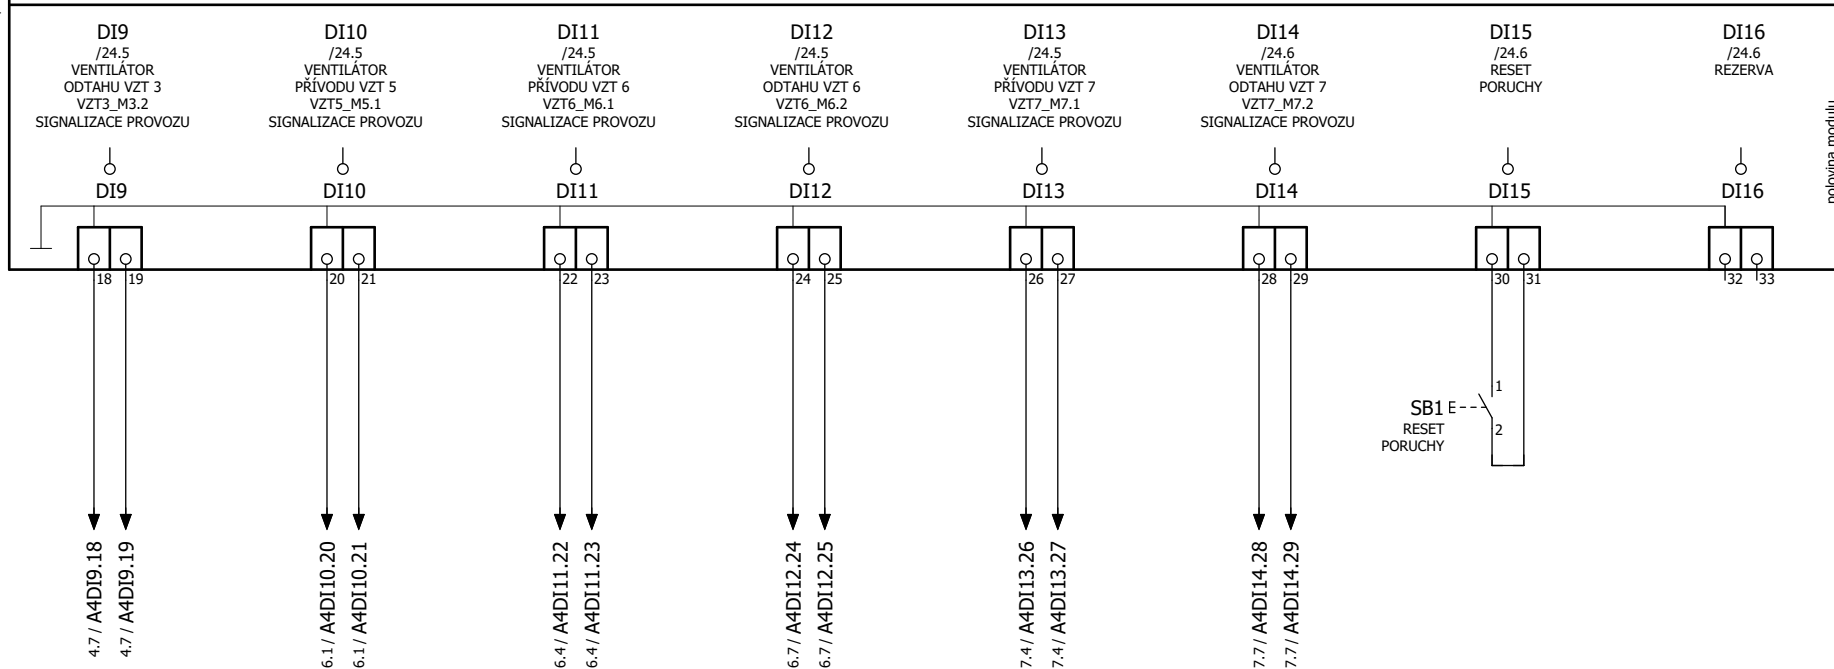 DI9
/24.5
VENTILÁTOR
ODTAHU VZT 3
VZT3_M3.2
SIGNALIZACE PROVOZU
DI10
/24.5
VENTILÁTOR
PŘÍVODU VZT 5
VZT5_M5.1
SIGNALIZACE PROVOZU
DI11
/24.5
VENTILÁTOR
PŘÍVODU VZT 6
VZT6_M6.1
SIGNALIZACE PROVOZU
DI12
/24.5
VENTILÁTOR
ODTAHU VZT 6
VZT6_M6.2
SIGNALIZACE PROVOZU
DI13
/24.5
VENTILÁTOR
PŘÍVODU VZT 7
VZT7_M7.1
SIGNALIZACE PROVOZU
DI14
/24.6
VENTILÁTOR
ODTAHU VZT 7
VZT7_M7.2
SIGNALIZACE PROVOZU
DI15
/24.6
RESET
PORUCHY
DI16
/24.6
REZERVA
polovina modulu
DI9 DI10 DI11 DI12 DI13 DI14 DI15 DI16
18 19 20 21 22 23 24 25 26 27 28 29 30 31 32 33
1
SB1
RESET
PORUCHY
2
4.7 / A4DI9.18
4.7 / A4DI9.19
6.1 / A4DI10.20
6.1 / A4DI10.21
6.4 / A4DI11.22
6.4 / A4DI11.23
6.7 / A4DI12.24
6.7 / A4DI12.25
7.4 / A4DI13.26
7.4 / A4DI13.27
7.7 / A4DI14.28
7.7 / A4DI14.29